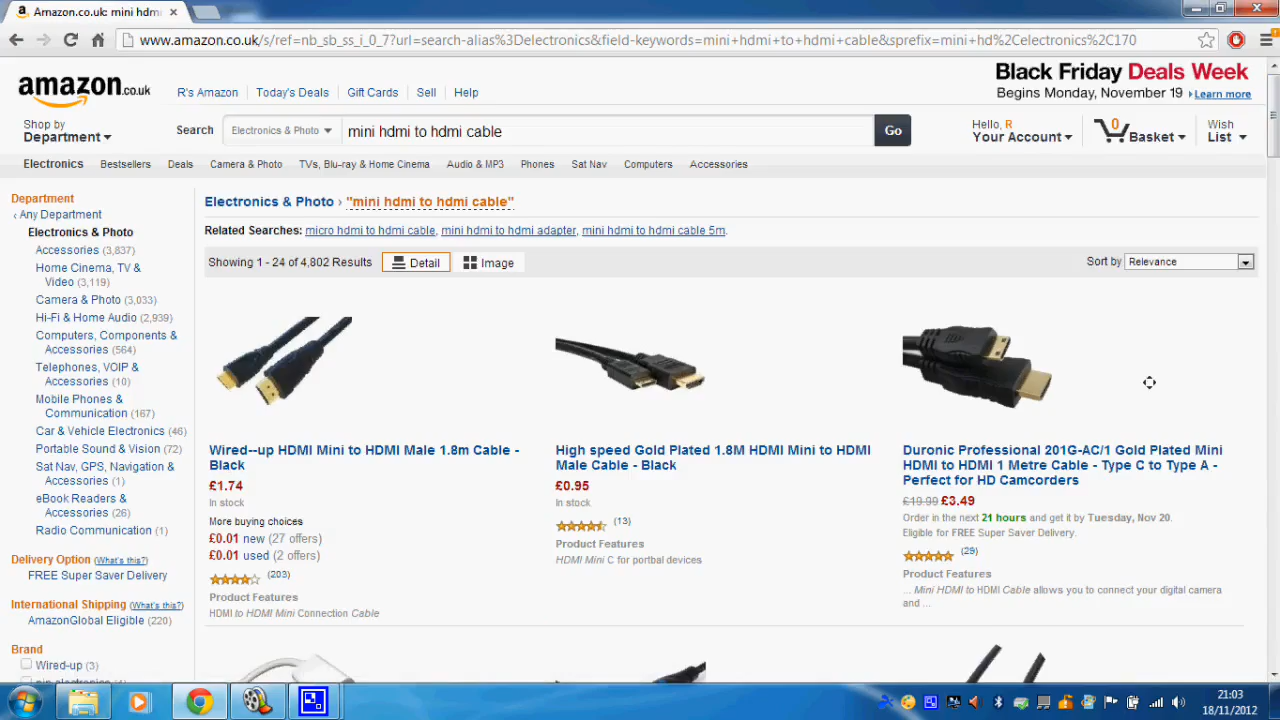 Amazon.co.uk: mini hdm
www.amazon.co.uk/s/ref=nb_sb_ss_i_0_7?url=search-alias%3Delectronics&field-keywords=mini+hdmi+to+hdmi+cable&sprefix=mini+hd%2Celectronics%2C170
amazon.co.uk
R's Amazon Today's Deals Gift Cards Sell Help
Black Friday Deals Week
Begins Monday, November 19 Learn more
Shop by
Department
Search Electronics & Photo mini hdmi to hdmi cable Go
Hello, R
Your Account
0
Basket
Wish
List
Electronics Bestsellers Deals Camera & Photo TVs, Blu-ray & Home Cinema Audio & MP3 Phones Sat Nav Computers Accessories
Department
‹ Any Department
Electronics & Photo
Accessories (3,837)
Home Cinema, TV &
Video (3,119)
Camera & Photo (3,033)
Hi-Fi & Home Audio (2,939)
Computers, Components &
Accessories (564)
Telephones, VOIP &
Accessories (10)
Mobile Phones &
Communication (167)
Car & Vehicle Electronics (46)
Portable Sound & Vision (72)
Sat Nav, GPS, Navigation &
Accessories (1)
eBook Readers &
Accessories (26)
Radio Communication (1)
Delivery Option (What's this?)
FREE Super Saver Delivery
International Shipping (What's this?)
AmazonGlobal Eligible (220)
Brand
Wired-up (3)
Electronics & Photo › "mini hdmi to hdmi cable"
Related Searches: micro hdmi to hdmi cable, mini hdmi to hdmi adapter, mini hdmi to hdmi cable 5m.
Showing 1 - 24 of 4,802 Results Detail Image
Sort by Relevance
Wired--up HDMI Mini to HDMI Male 1.8m Cable -
Black
£1.74
In stock
More buying choices
£0.01 new (27 offers)
£0.01 used (2 offers)
(203)
Product Features
HDMI to HDMI Mini Connection Cable
High speed Gold Plated 1.8M HDMI Mini to HDMI
Male Cable - Black
£0.95
In stock
(13)
Product Features
HDMI Mini C for portbal devices
Duronic Professional 201G-AC/1 Gold Plated Mini
HDMI to HDMI 1 Metre Cable - Type C to Type A -
Perfect for HD Camcorders
£19.99 £3.49
Order in the next 21 hours and get it by Tuesday, Nov 20.
Eligible for FREE Super Saver Delivery.
(29)
Product Features
... Mini HDMI to HDMI Cable allows you to connect your digital camera
and ...
21:03
18/11/2012